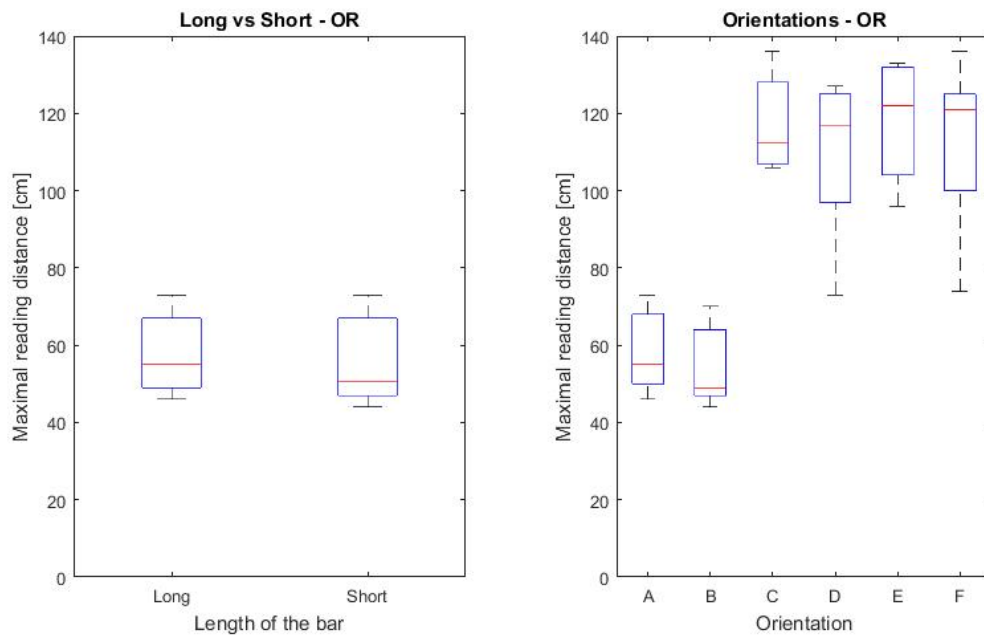 Long vs Short - OR
140
120
100
80
60
40
20
0
Maximal reading distance [cm]
Long
Short
Length of the bar
Orientations - OR
140
120
100
80
60
40
20
0
Maximal reading distance [cm]
A
B
C
D
E
F
Orientation